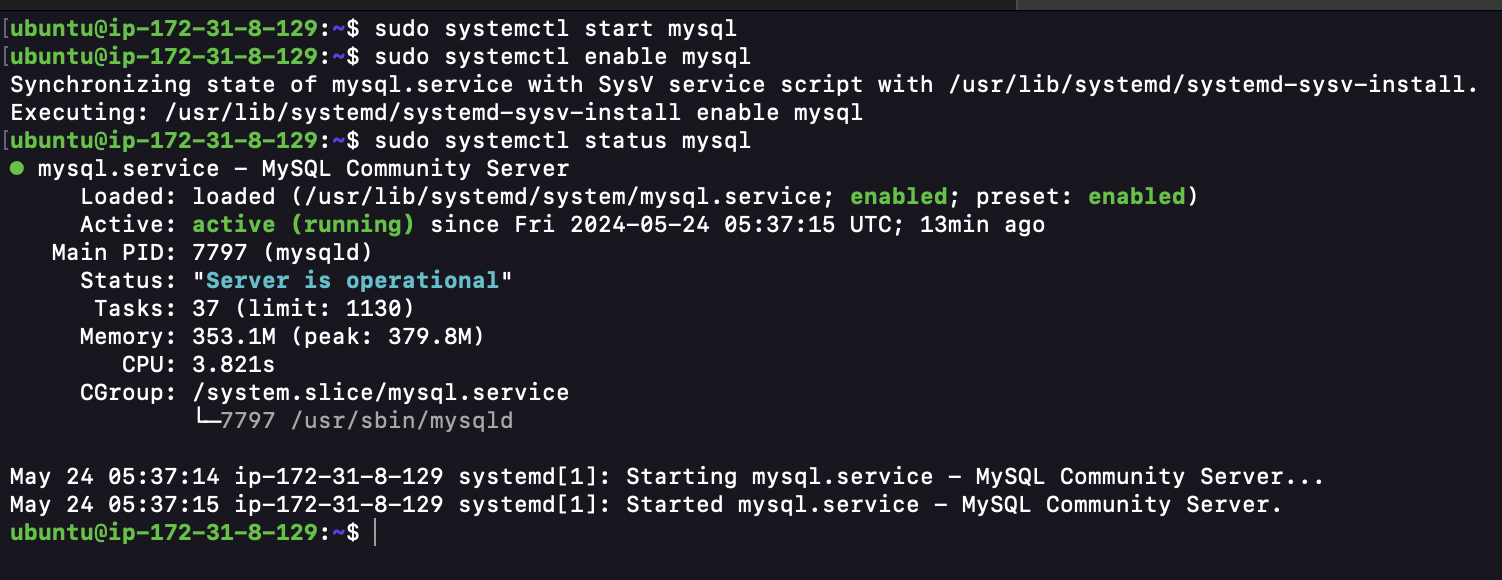 [ubuntu@ip-172-31-8-129:~$ sudo systemctl start mysql
[ubuntu@ip-172-31-8-129:~$ sudo systemctl enable mysql
Synchronizing state of mysql.service with SysV service script with /usr/lib/systemd/systemd-sysv-install.
Executing: /usr/lib/systemd/systemd-sysv-install enable mysql
[ubuntu@ip-172-31-8-129:~$ sudo systemctl status mysql
● mysql.service - MySQL Community Server
     Loaded: loaded (/usr/lib/systemd/system/mysql.service; enabled; preset: enabled)
     Active: active (running) since Fri 2024-05-24 05:37:15 UTC; 13min ago
   Main PID: 7797 (mysqld)
     Status: "Server is operational"
      Tasks: 37 (limit: 1130)
     Memory: 353.1M (peak: 379.8M)
        CPU: 3.821s
     CGroup: /system.slice/mysql.service
             └─7797 /usr/sbin/mysqld

May 24 05:37:14 ip-172-31-8-129 systemd[1]: Starting mysql.service - MySQL Community Server...
May 24 05:37:15 ip-172-31-8-129 systemd[1]: Started mysql.service - MySQL Community Server.
ubuntu@ip-172-31-8-129:~$